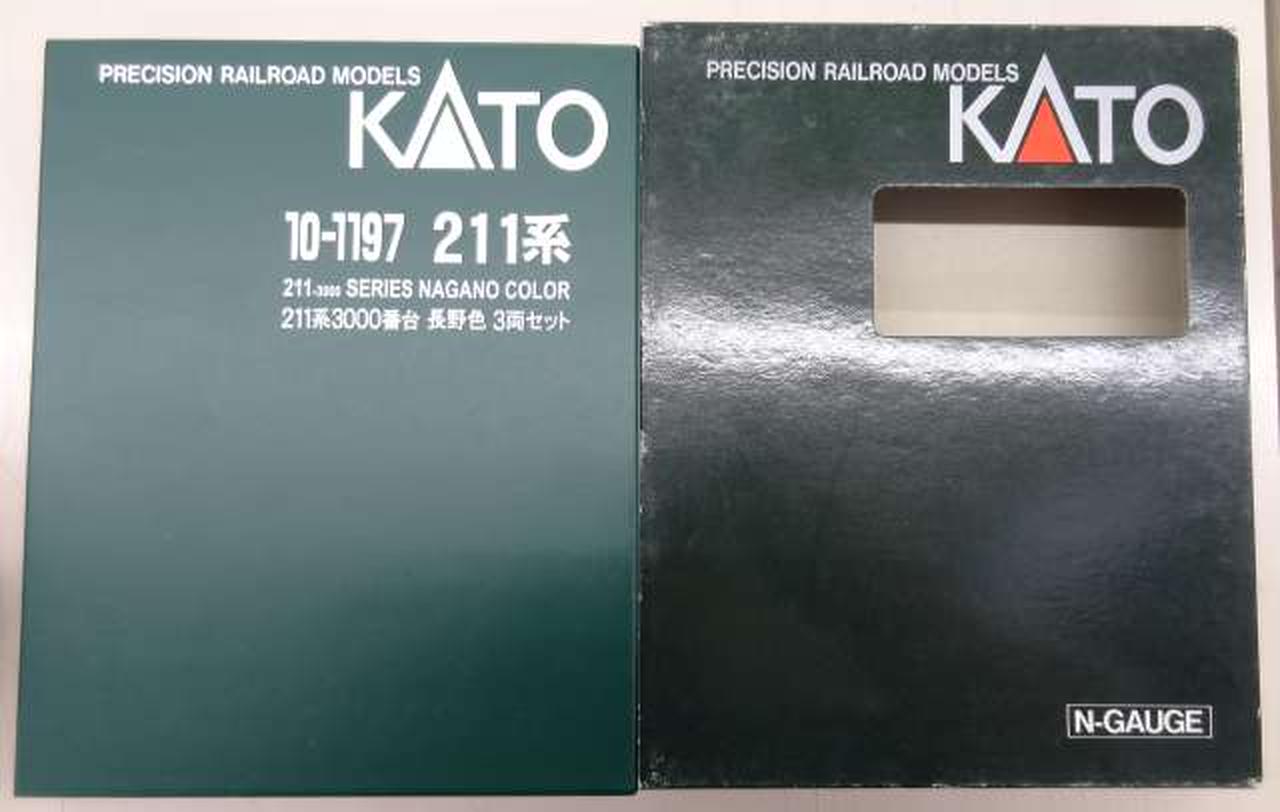 PRECISION RAILROAD MODELS
KATO
10-1197 211系
211-3000 SERIES NAGANO COLOR
211系3000番台 長野色 3両セット
PRECISION RAILROAD MODELS
KATO
N-GAUGE